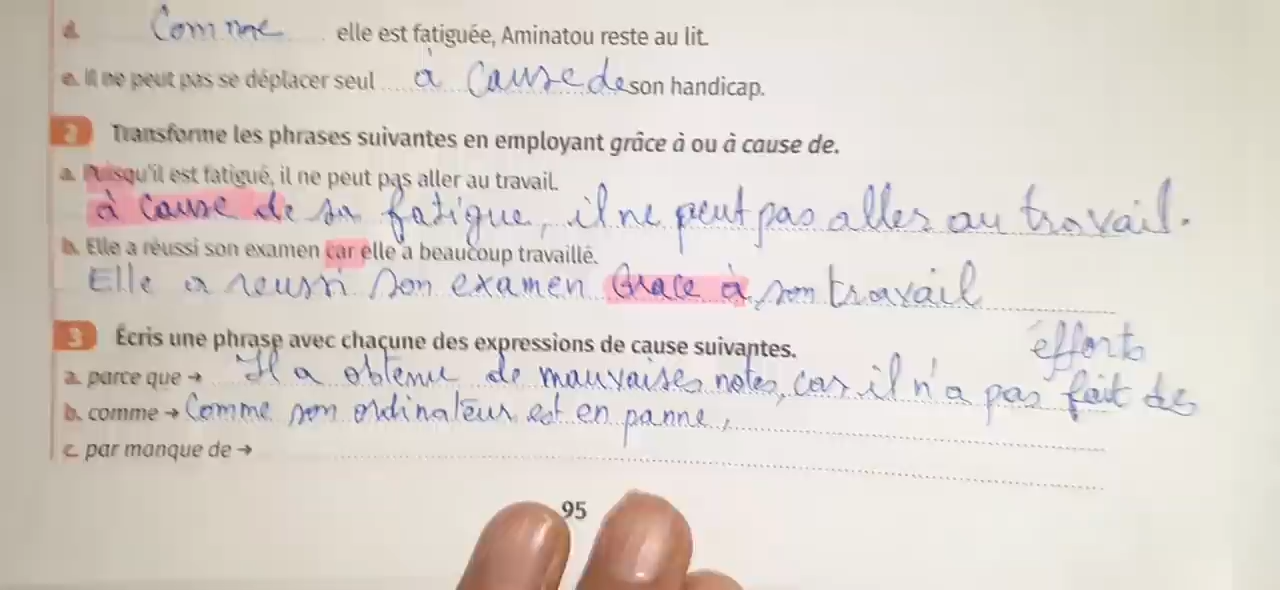 d. Comme elle est fatiguée, Aminatou reste au lit.
e. Il ne peut pas se déplacer seul à cause de son handicap.
2 Transforme les phrases suivantes en employant grâce à ou à cause de.
a. Puisqu'il est fatigué, il ne peut pas aller au travail.
à cause de sa fatigue, il ne peut pas aller au travail.
b. Elle a réussi son examen car elle a beaucoup travaillé.
Elle a reussi son examen Grace à son travail
3 Écris une phrase avec chacune des expressions de cause suivantes.
éfforts
a. parce que → Il a obtenu de mauvaises notes, car il n'a pas fait des
b. comme → Comme son ordinateur est en panne,
c. par manque de →
95